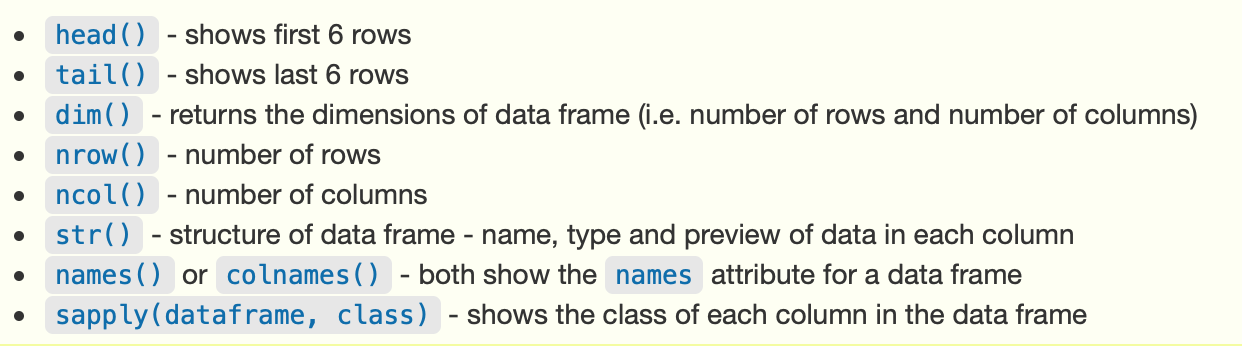 • head() - shows first 6 rows
• tail() - shows last 6 rows
• dim() - returns the dimensions of data frame (i.e. number of rows and number of columns)
• nrow() - number of rows
• ncol() - number of columns
• str() - structure of data frame - name, type and preview of data in each column
• names() or colnames() - both show the names attribute for a data frame
• sapply(dataframe, class) - shows the class of each column in the data frame